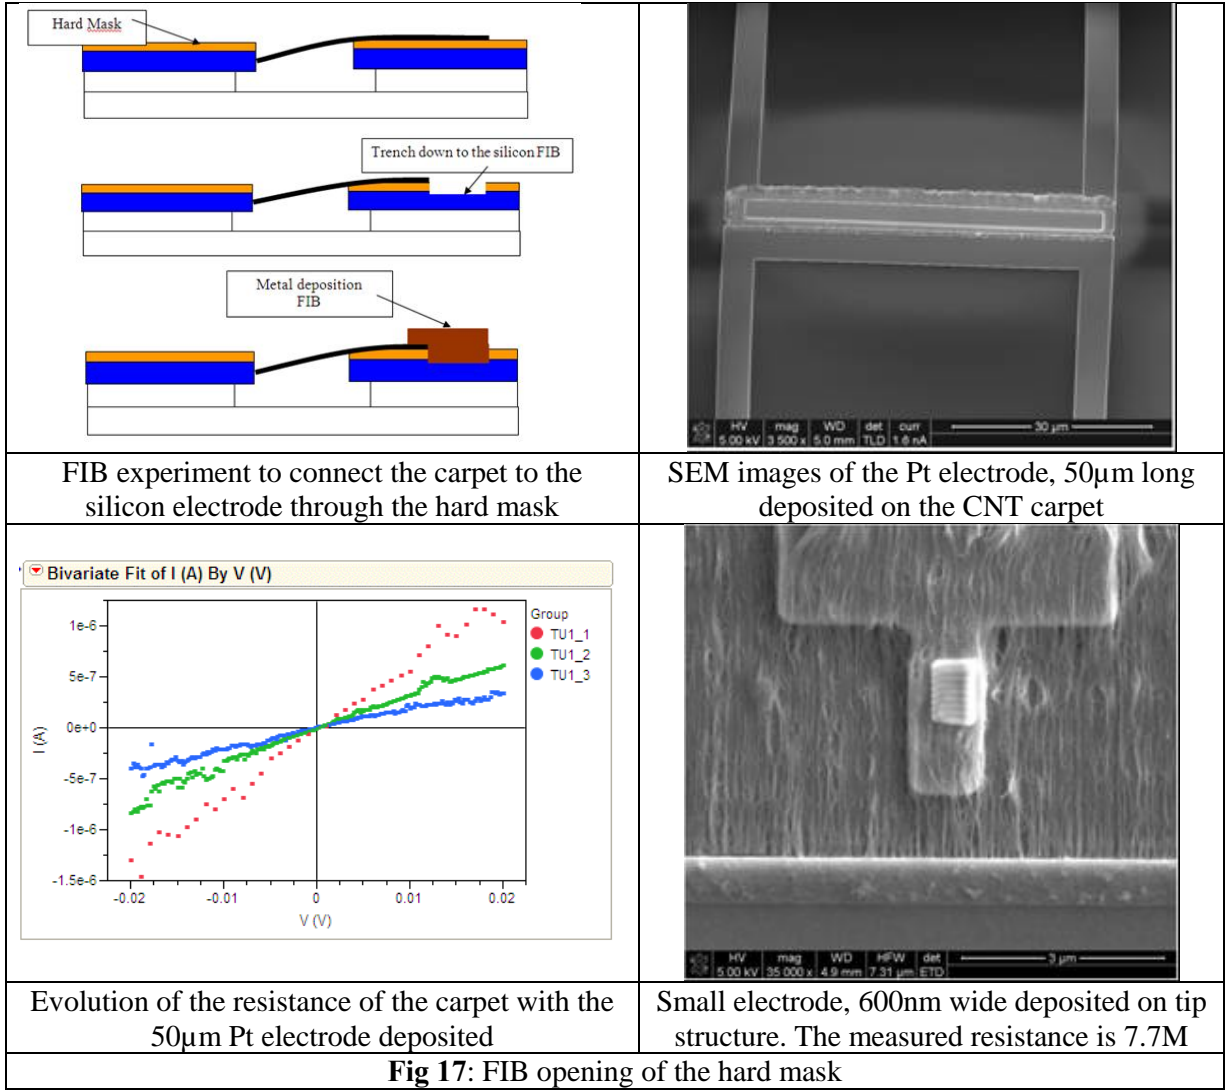 Hard Mask
Trench down to the silicon FIB
Metal deposition
FIB
HV mag WD det curr 30 µm
5.00 kV 3 500 x 5.0 mm TLD 1.6 nA
FIB experiment to connect the carpet to the
silicon electrode through the hard mask
SEM images of the Pt electrode, 50µm long
deposited on the CNT carpet
Bivariate Fit of I (A) By V (V)
1e-6
5e-7
0e+0
-5e-7
-1e-6
-1.5e-6
I (A)
-0.02 -0.01 0 0.01 0.02
V (V)
Group
TU1_1
TU1_2
TU1_3
HV mag WD HFW det 3 µm
5.00 kV 35 000 x 4.9 mm 7.31 µm ETD
Evolution of the resistance of the carpet with the
50µm Pt electrode deposited
Small electrode, 600nm wide deposited on tip
structure. The measured resistance is 7.7M
Fig 17: FIB opening of the hard mask